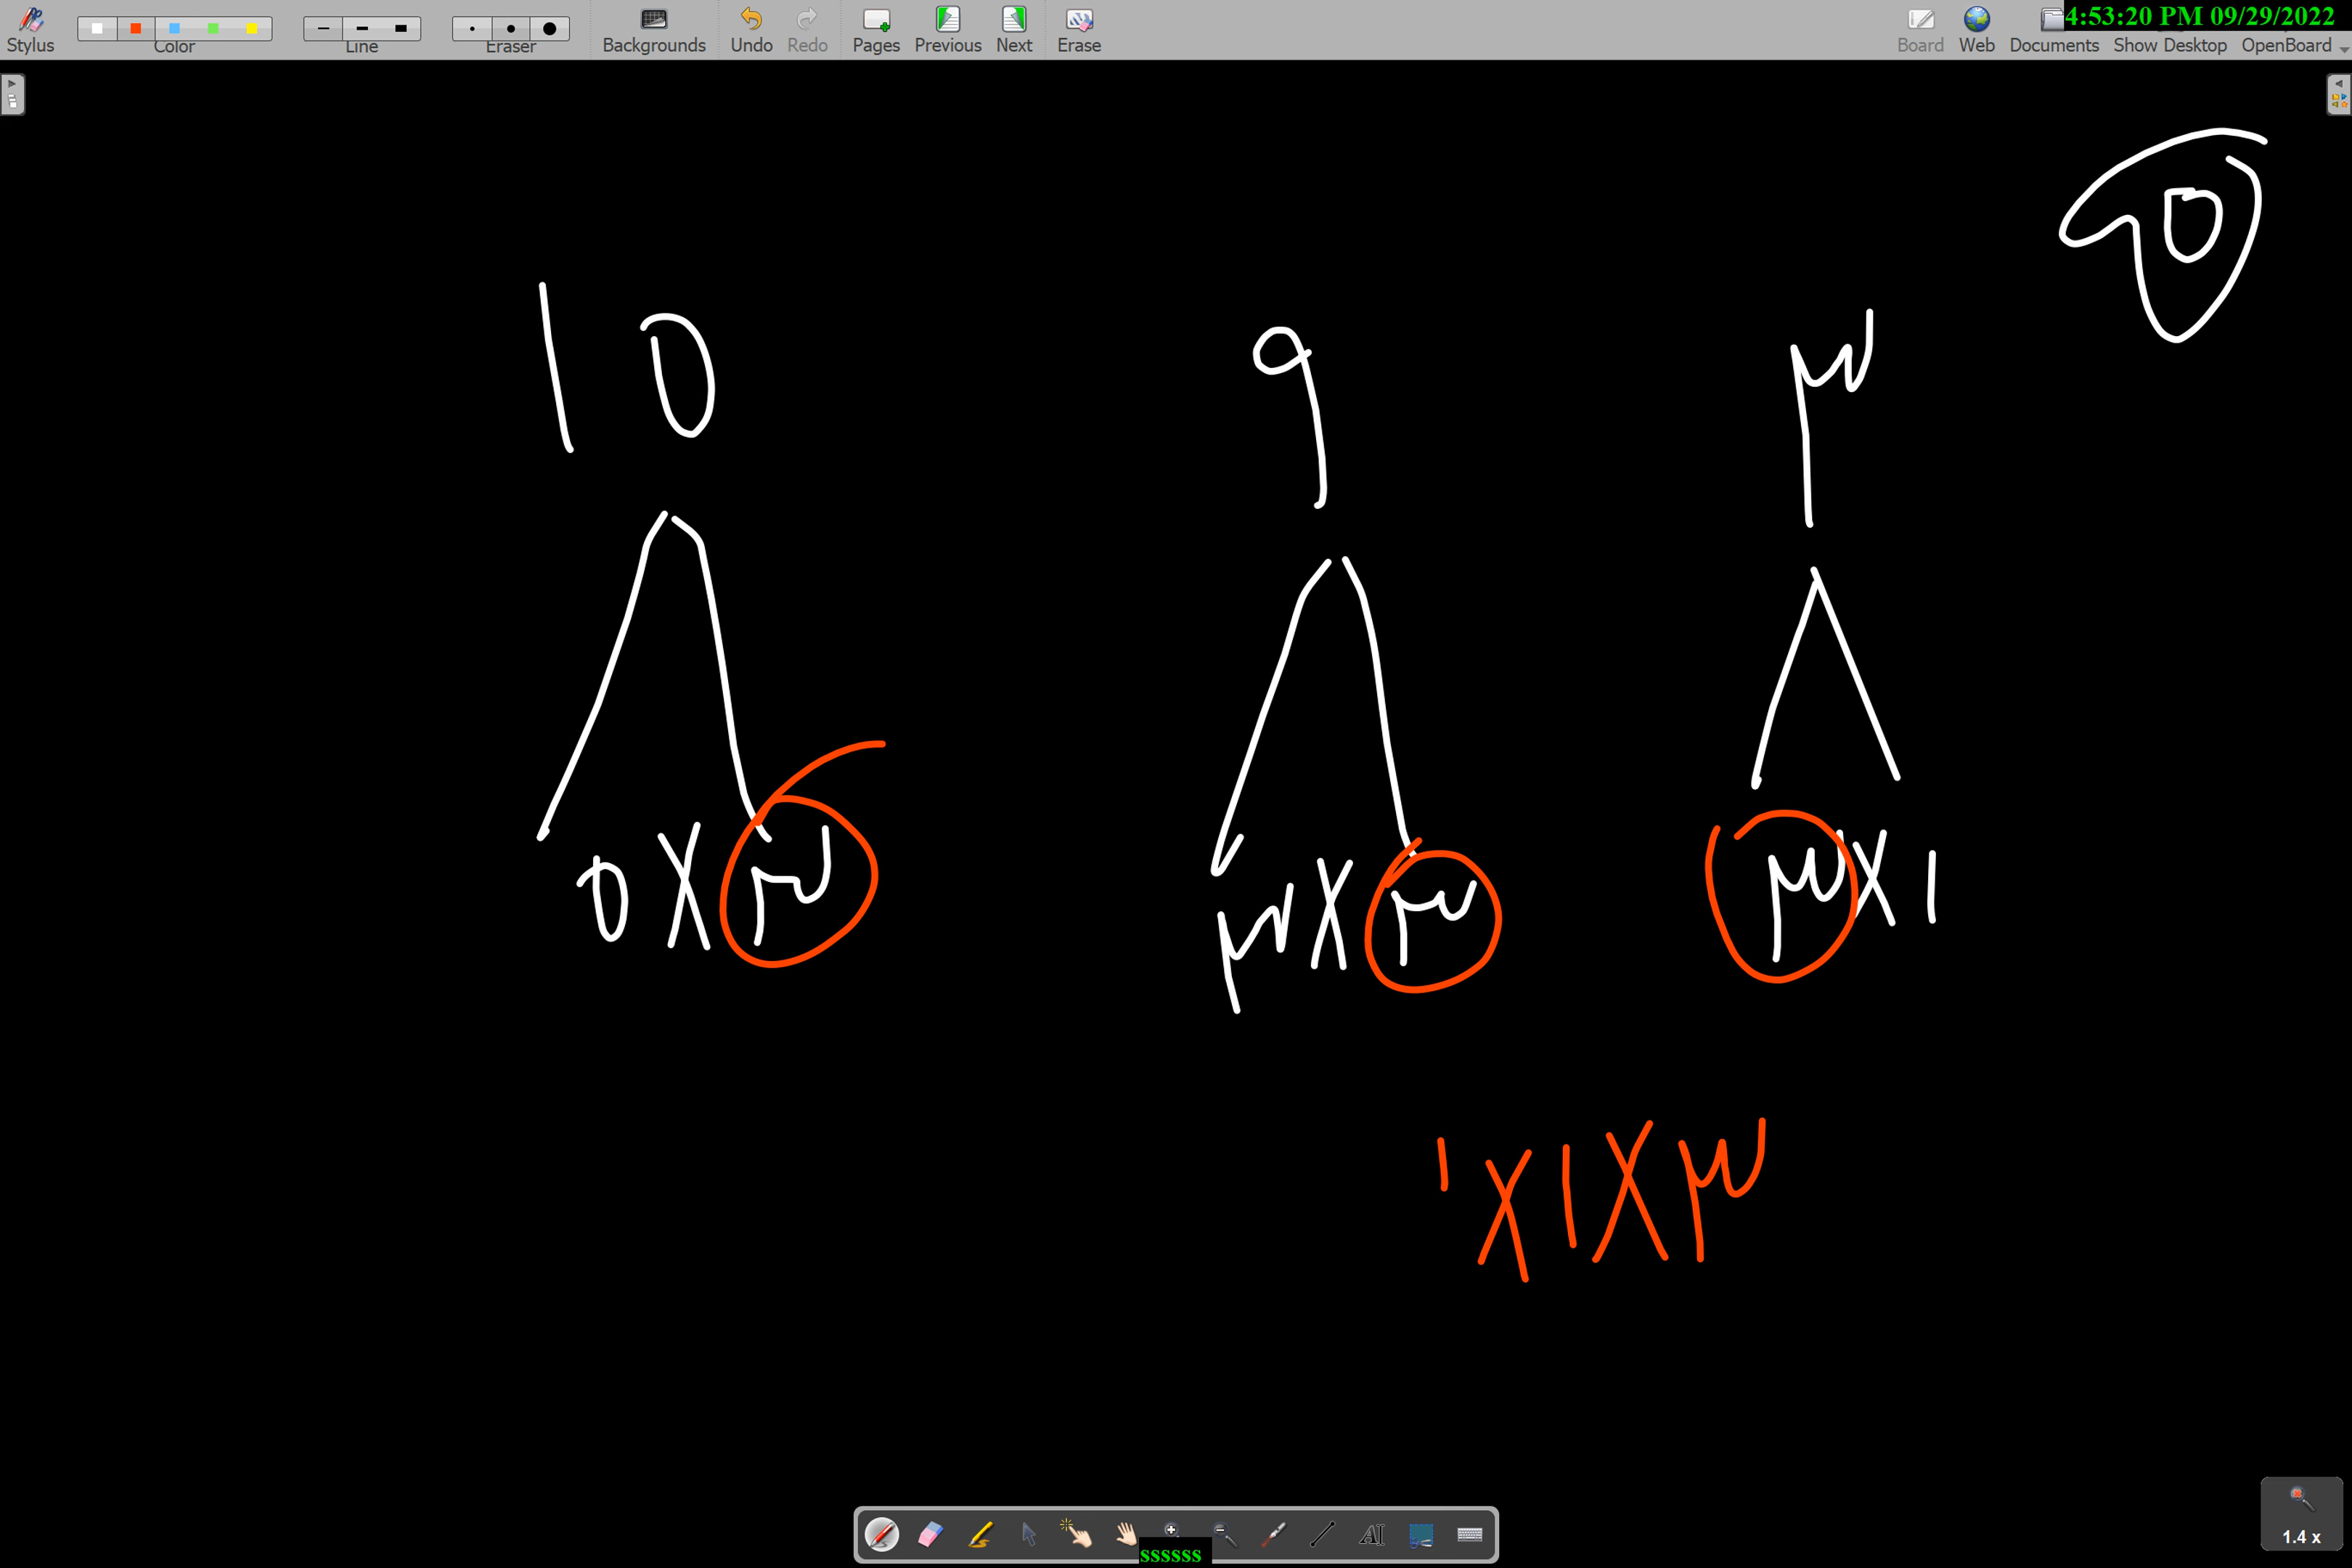 Stylus
Color
Line
Eraser
Backgrounds
Undo
Redo
Pages
Previous
Next
Erase
Board
Web
Documents
Show Desktop
OpenBoard
4:53:20 PM 09/29/2022
۵
۱۵
۹
۳
۵×۳
۳×۳
۳×۱
۱×۱×۳
ssssss
1.4 x